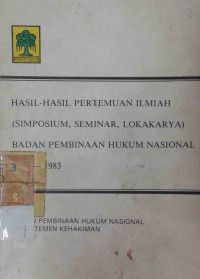 HASIL-HASIL PERTEMUAN ILMIAH
(SIMPOSIUM, SEMINAR, LOKAKARYA)
BADAN PEMBINAAN HUKUM NASIONAL
1983
PEMBINAAN HUKUM NASIONAL
KEHAKIMAN